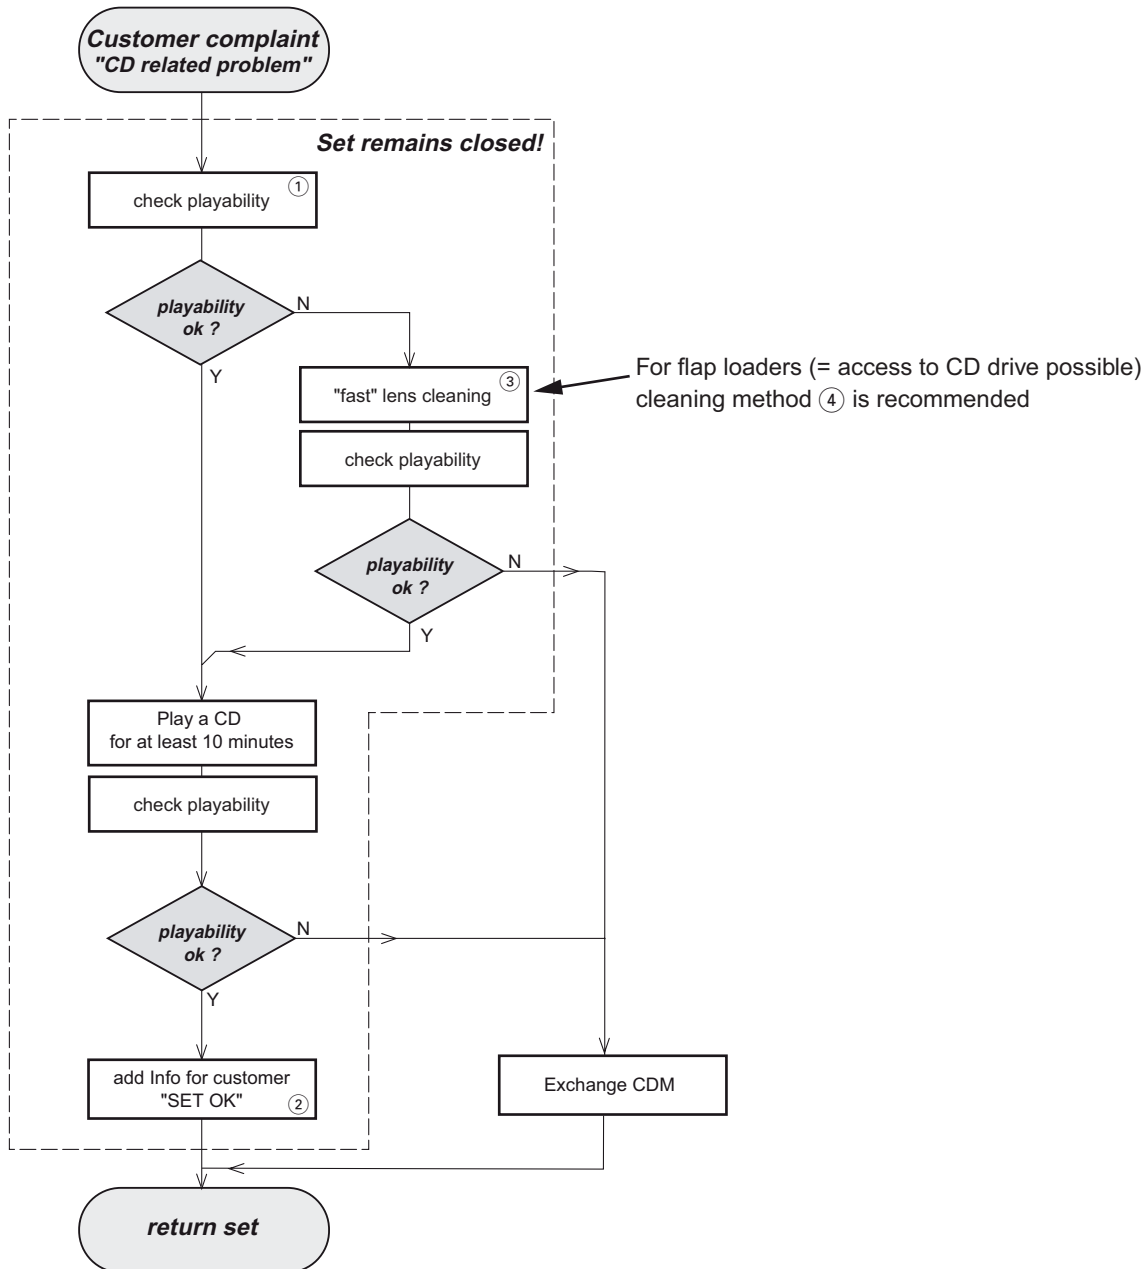 Customer complaint
"CD related problem"
Set remains closed!
check playability
①
playability
ok ?
N
Y
"fast" lens cleaning
③
For flap loaders (= access to CD drive possible)
cleaning method ④ is recommended
check playability
playability
ok ?
N
Y
Play a CD
for at least 10 minutes
check playability
playability
ok ?
N
Y
add Info for customer
"SET OK"
②
Exchange CDM
return set